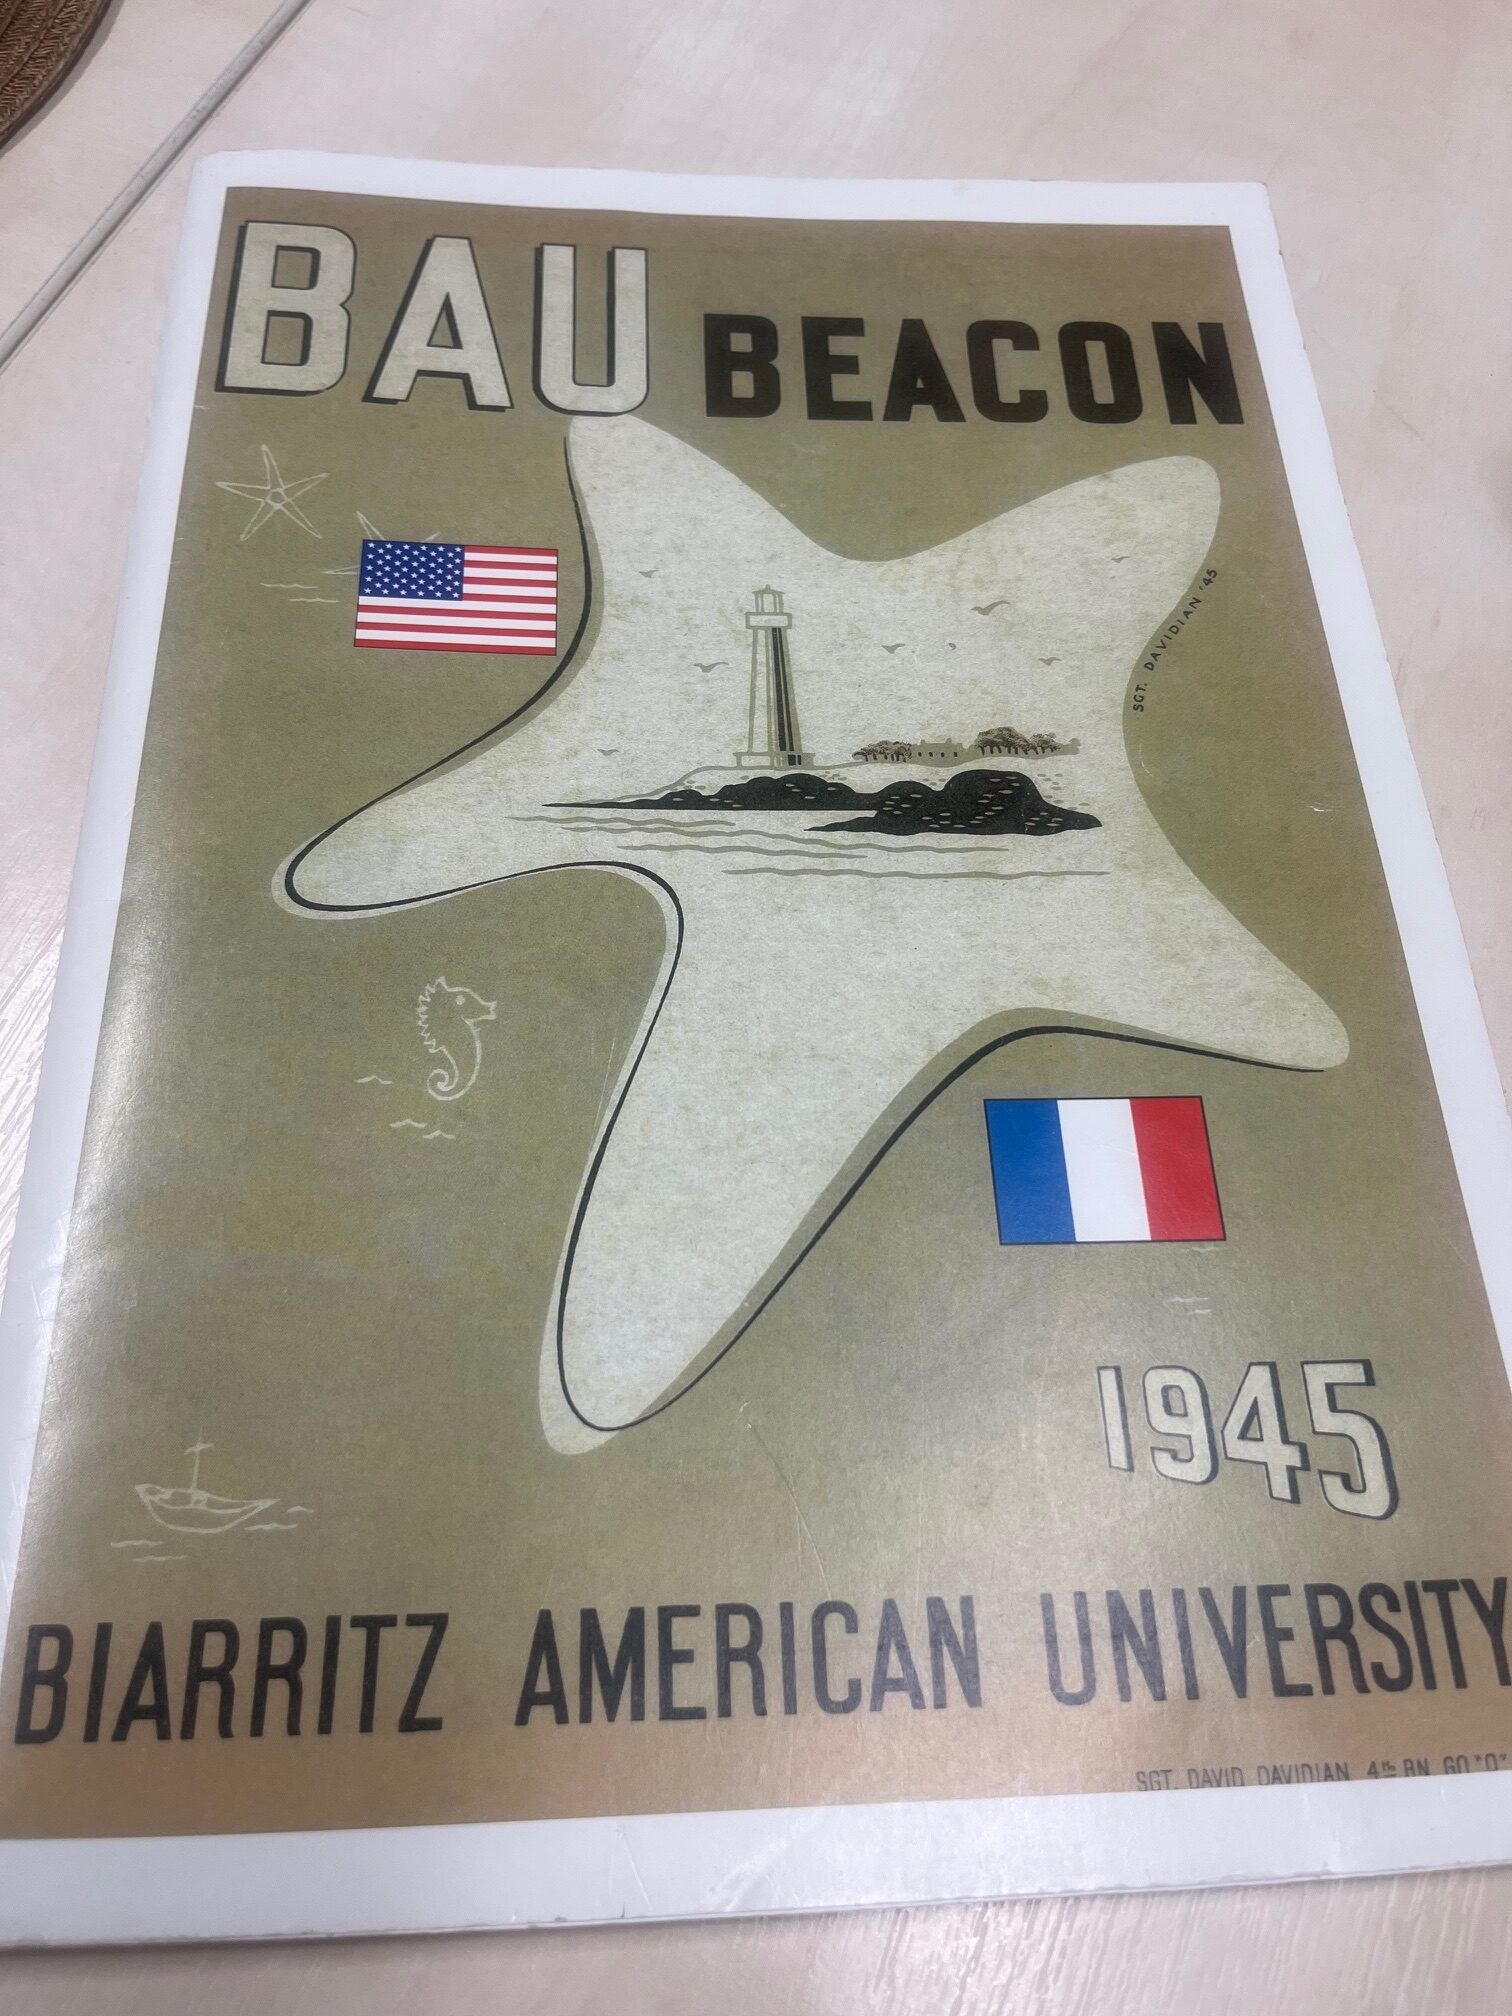 BAU BEACON
SGT. DAVIDIAN '45
1945
BIARRITZ AMERICAN UNIVERSITY
SGT. DAVID DAVIDIAN 4th BN